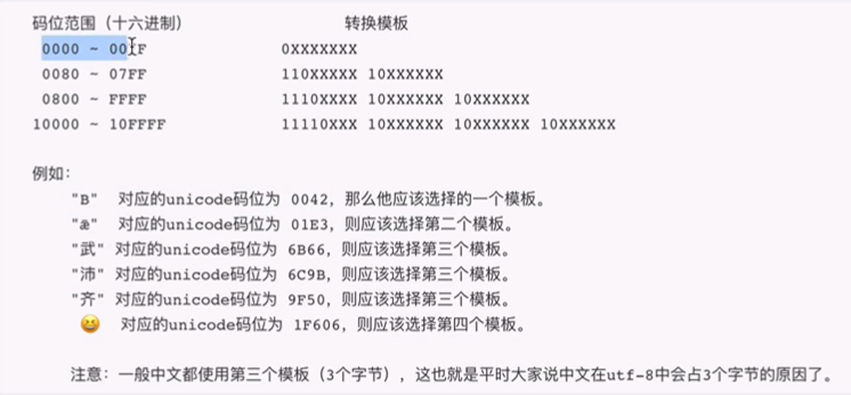 码位范围（十六进制） 转换模板
0000 ~ 00 F 0XXXXXXX
0080 ~ 07FF 110XXXXX 10XXXXXX
0800 ~ FFFF 1110XXXX 10XXXXXX 10XXXXXX
10000 ~ 10FFFF 11110XXX 10XXXXXX 10XXXXXX 10XXXXXX
例如：
"B" 对应的unicode码位为 0042，那么他应该选择的一个模板。
"ǣ" 对应的unicode码位为 01E3，则应该选择第二个模板。
"武" 对应的unicode码位为 6B66，则应该选择第三个模板。
"沛" 对应的unicode码位为 6C9B，则应该选择第三个模板。
"齐" 对应的unicode码位为 9F50，则应该选择第三个模板。
😆 对应的unicode码位为 1F606，则应该选择第四个模板。
注意：一般中文都使用第三个模板（3个字节），这也就是平时大家说中文在utf-8中会占3个字节的原因了。